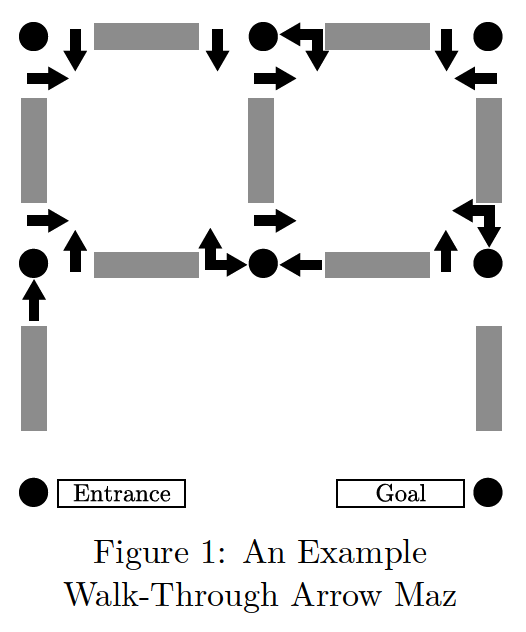 Entrance
Goal
Figure 1: An Example
Walk-Through Arrow Maz